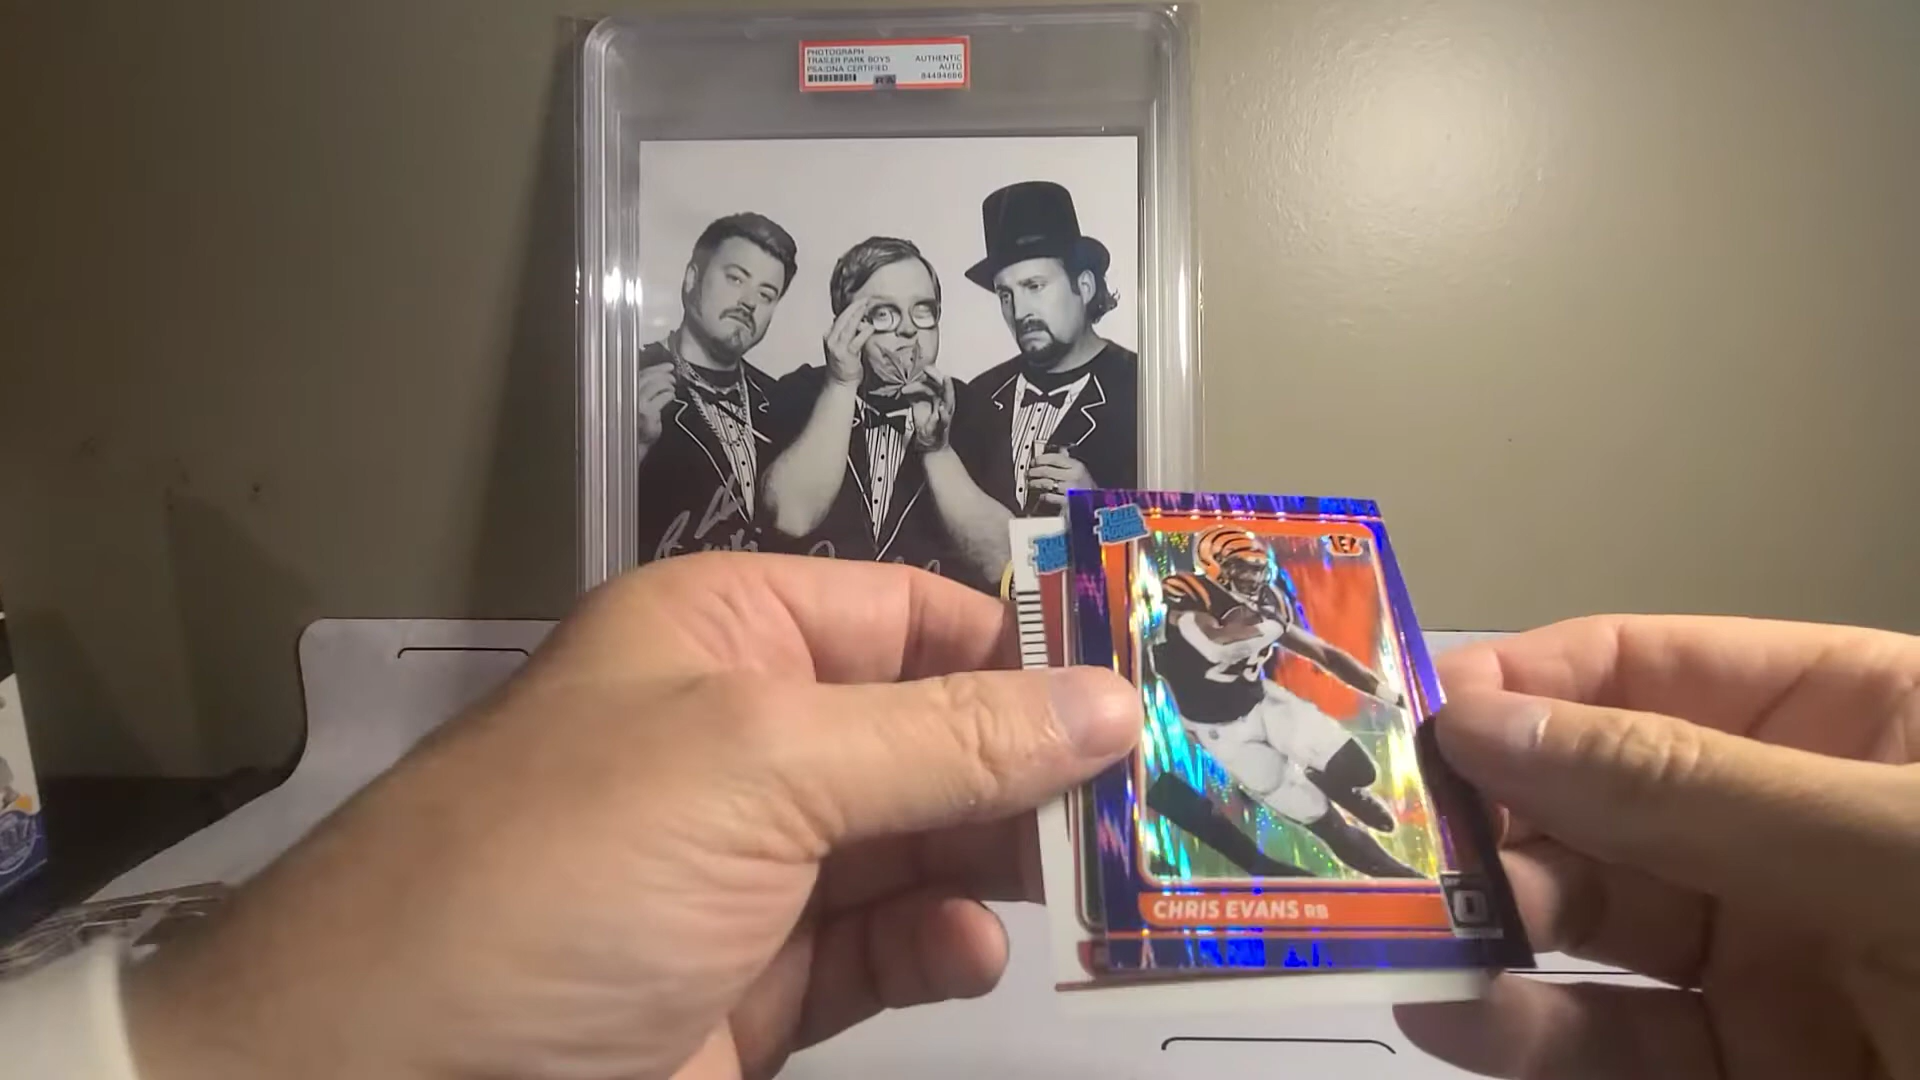 PHOTOGRAPH
TRAILER PARK BOYS
PSA/DNA CERTIFIED
AUTHENTIC
AUTO
84494686
RATED
ROOKIE
CHRIS EVANS RB